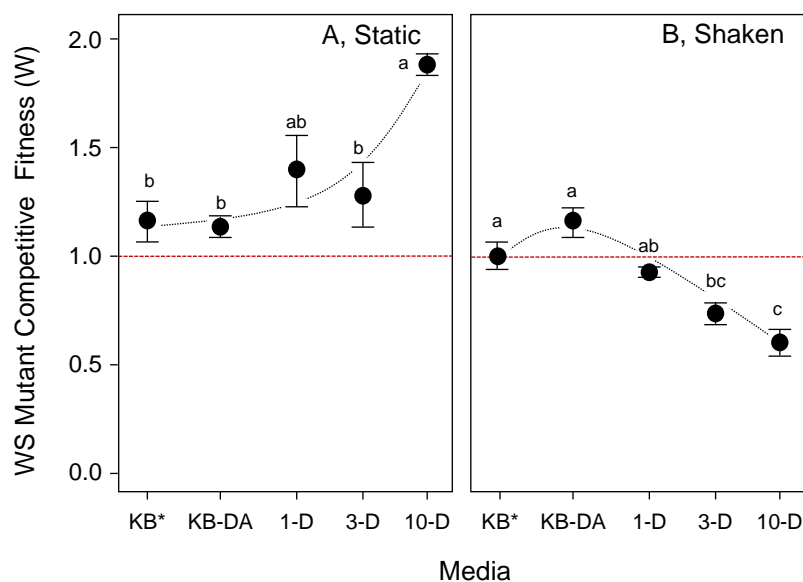 A, Static
B, Shaken
WS Mutant Competitive Fitness (W)
2.0
1.5
1.0
0.5
0.0
b
b
ab
b
a
a
a
ab
bc
c
KB*
KB-DA
1-D
3-D
10-D
KB*
KB-DA
1-D
3-D
10-D
Media